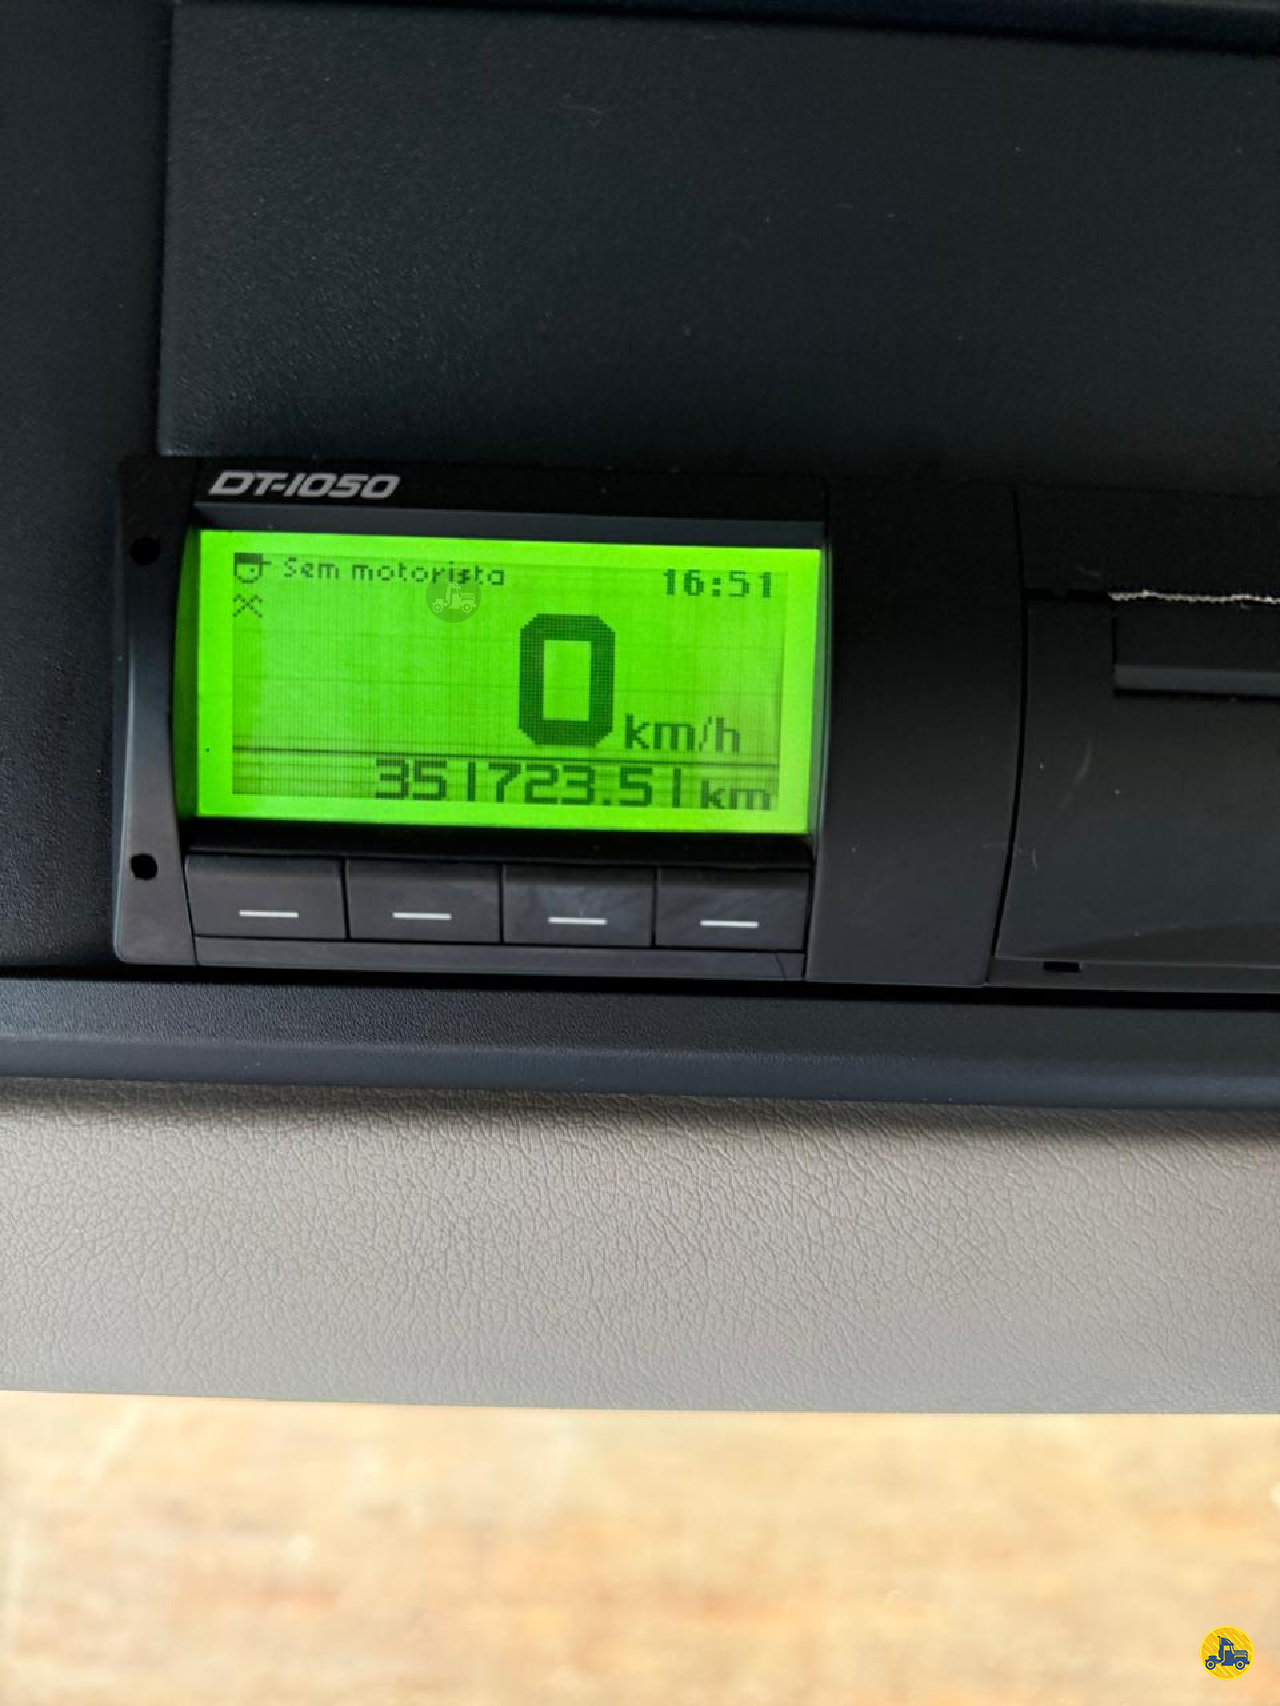 DT-1050
Sem motorista 16:51
0 km/h
351723.51 km